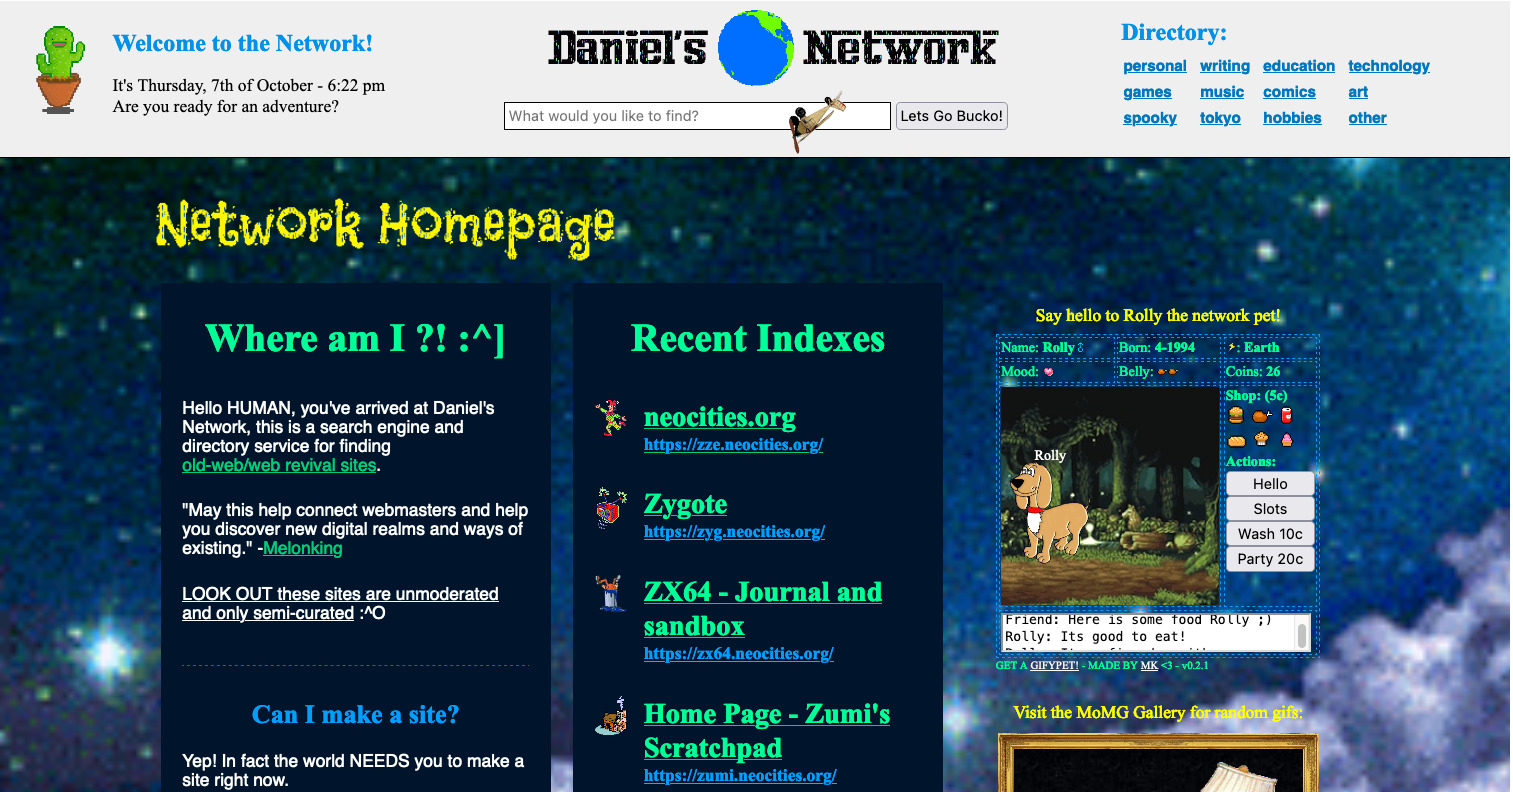 Welcome to the Network!
It's Thursday, 7th of October - 6:22 pm
Are you ready for an adventure?
Daniel's Network
What would you like to find?
Lets Go Bucko!
Directory:
personal writing education technology
games music comics art
spooky tokyo hobbies other
Network Homepage
Where am I ?! :^]
Hello HUMAN, you've arrived at Daniel's
Network, this is a search engine and
directory service for finding
old-web/web revival sites.
"May this help connect webmasters and help
you discover new digital realms and ways of
existing." -Melonking
LOOK OUT these sites are unmoderated
and only semi-curated :^O
Can I make a site?
Yep! In fact the world NEEDS you to make a
site right now.
Recent Indexes
neocities.org
https://zze.neocities.org/
Zygote
https://zyg.neocities.org/
ZX64 - Journal and
sandbox
https://zx64.neocities.org/
Home Page - Zumi's
Scratchpad
https://zumi.neocities.org/
Say hello to Rolly the network pet!
Name: Rolly♂ Born: 4-1994 ⚡: Earth
Mood: Belly: Coins: 26
Shop: (5c)
Rolly
Actions:
Hello
Slots
Wash 10c
Party 20c
Friend: Here is some food Rolly ;)
Rolly: Its good to eat!
GET A GIFYPET! - MADE BY MK <3 - v0.2.1
Visit the MoMG Gallery for random gifs: